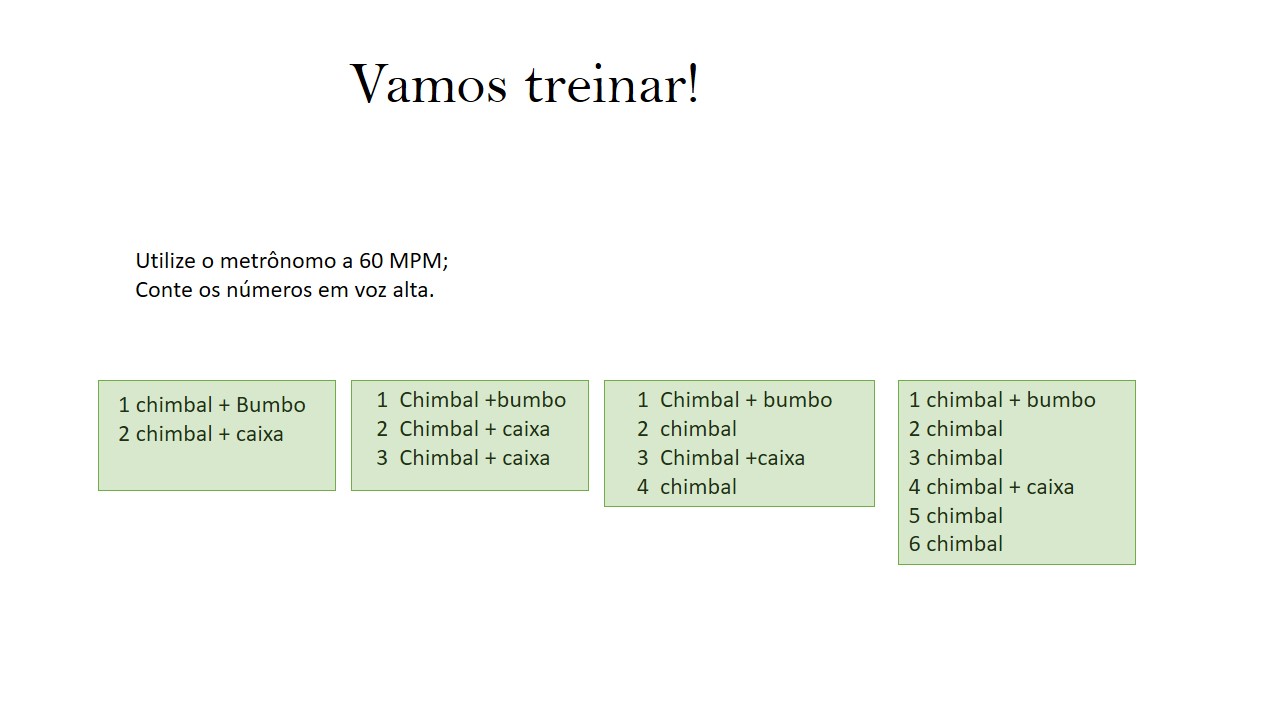 Vamos treinar!
Utilize o metrônomo a 60 MPM;
Conte os números em voz alta.
1 chimbal + Bumbo
2 chimbal + caixa
1 Chimbal +bumbo
2 Chimbal + caixa
3 Chimbal + caixa
1 Chimbal + bumbo
2 chimbal
3 Chimbal +caixa
4 chimbal
1 chimbal + bumbo
2 chimbal
3 chimbal
4 chimbal + caixa
5 chimbal
6 chimbal